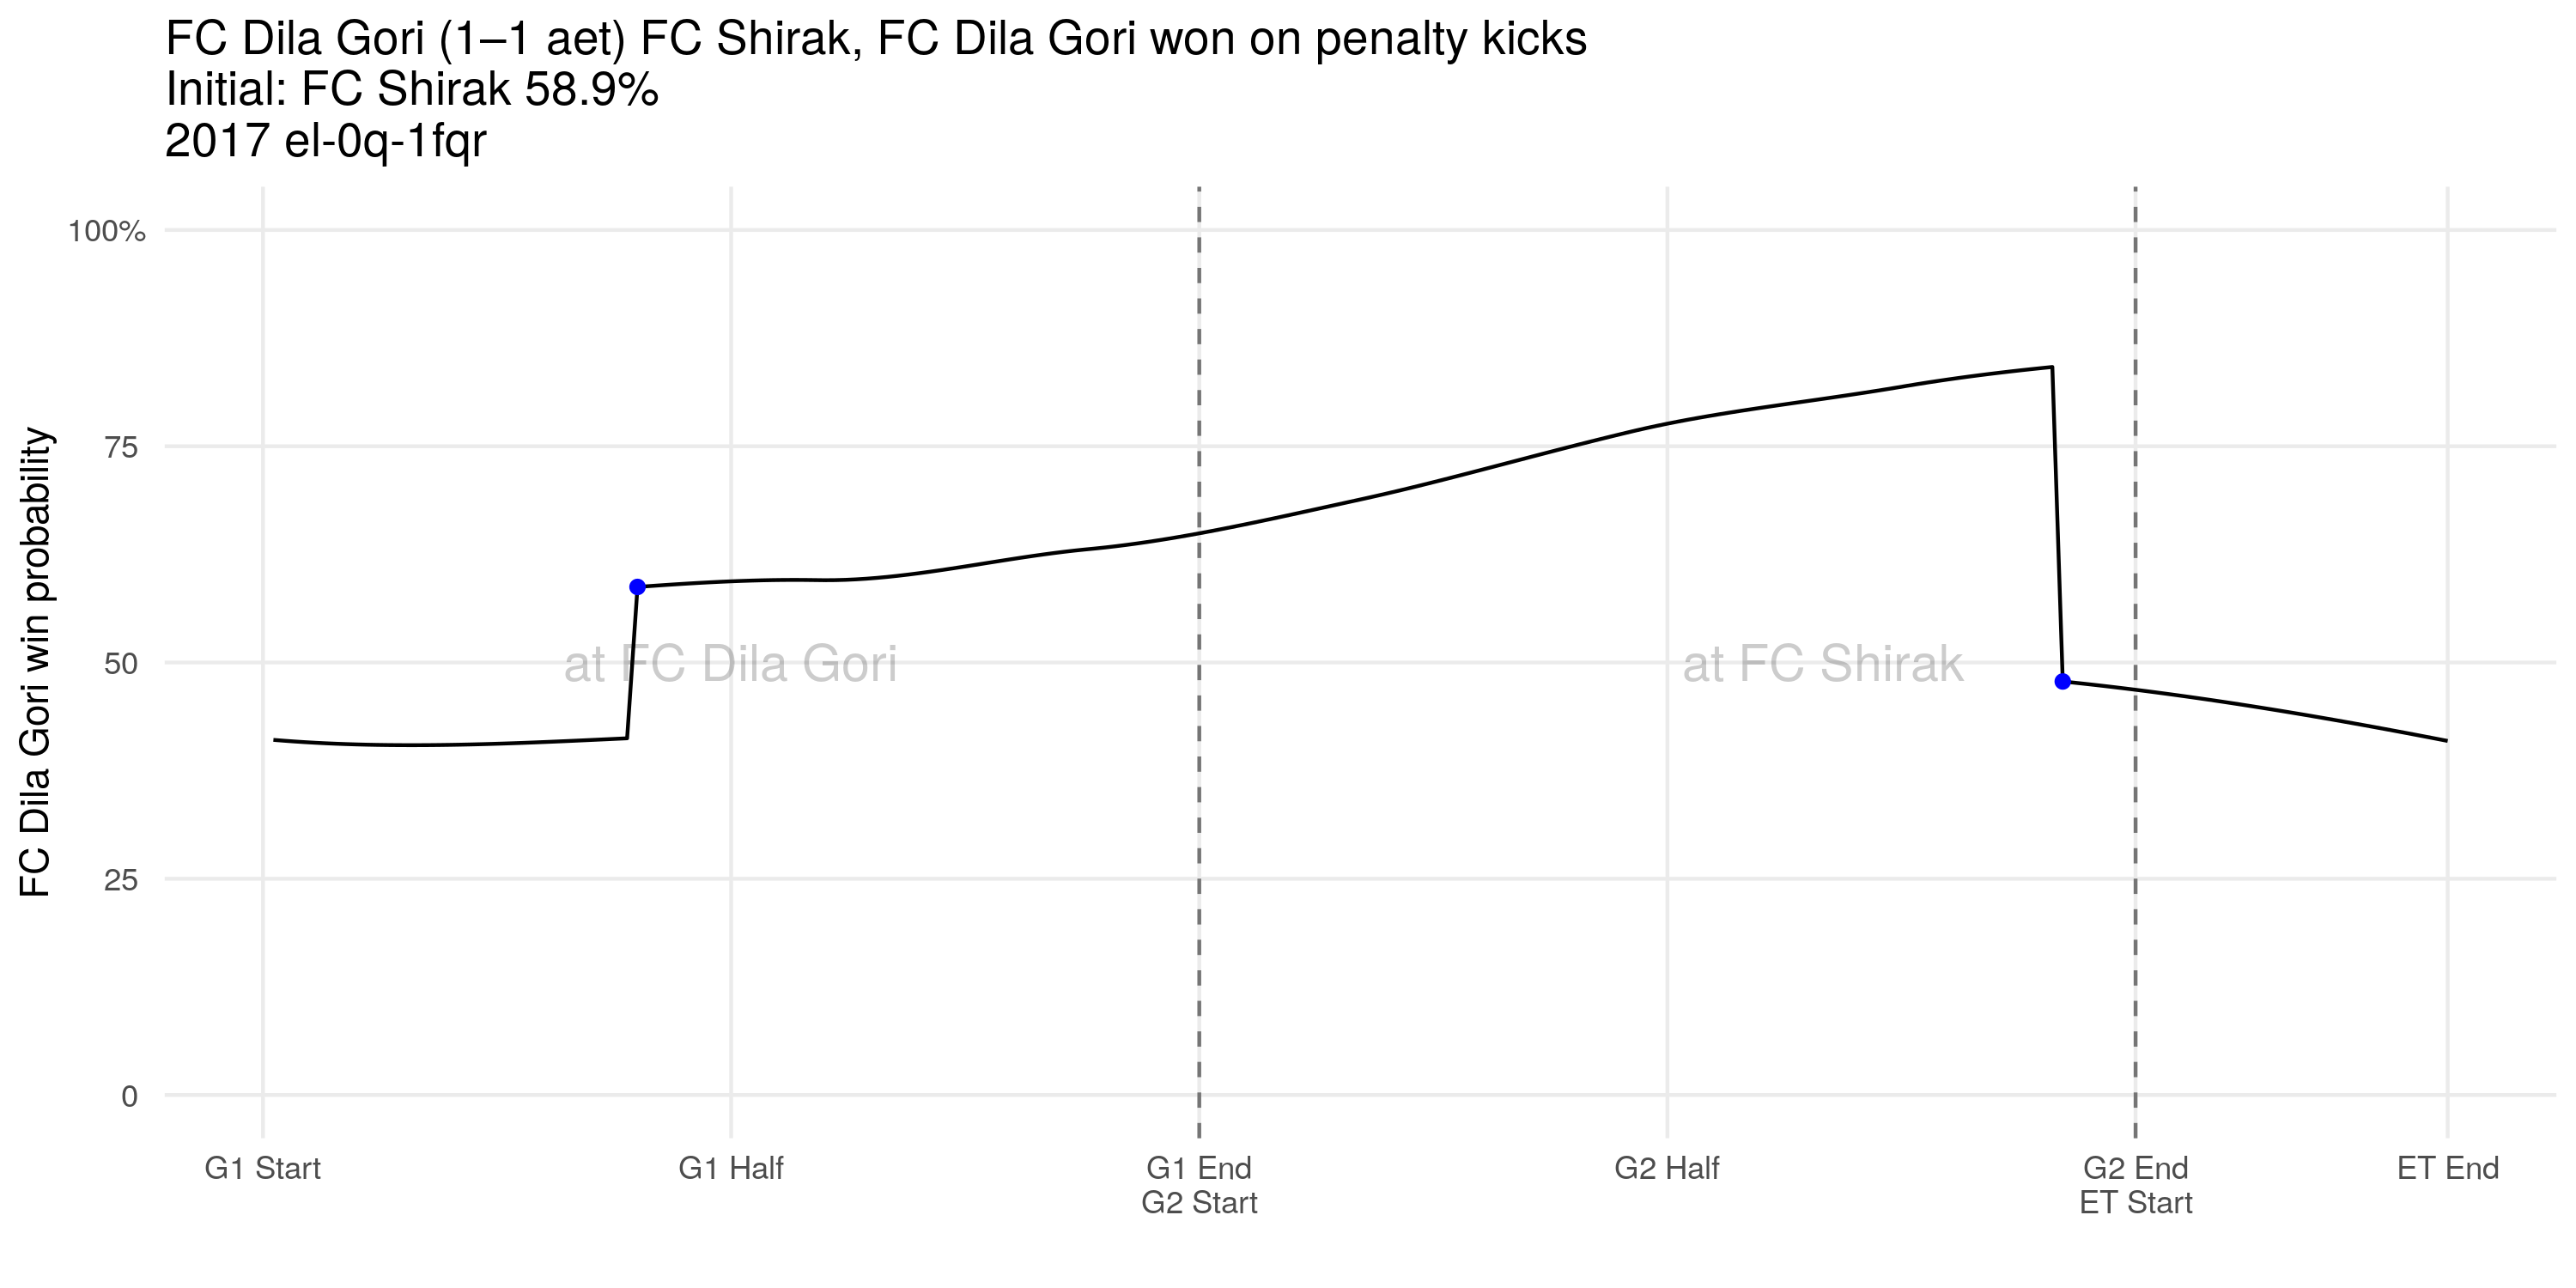 FC Dila Gori (1–1 aet) FC Shirak, FC Dila Gori won on penalty kicks
Initial: FC Shirak 58.9%
2017 el-0q-1fqr
FC Dila Gori win probability
100%
75
50
25
0
at FC Dila Gori
at FC Shirak
G1 Start
G1 Half
G1 End
G2 Start
G2 Half
G2 End
ET Start
ET End